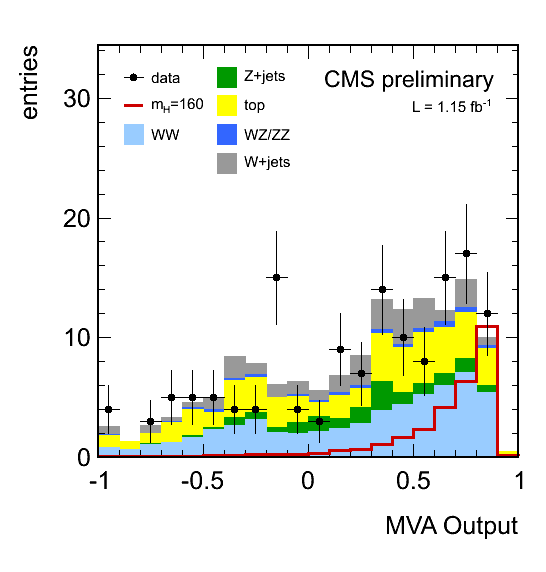 entries
30
20
10
0
data
m_H=160
WW
Z+jets
top
WZ/ZZ
W+jets
CMS preliminary
L = 1.15 fb⁻¹
-1 -0.5 0 0.5 1
MVA Output